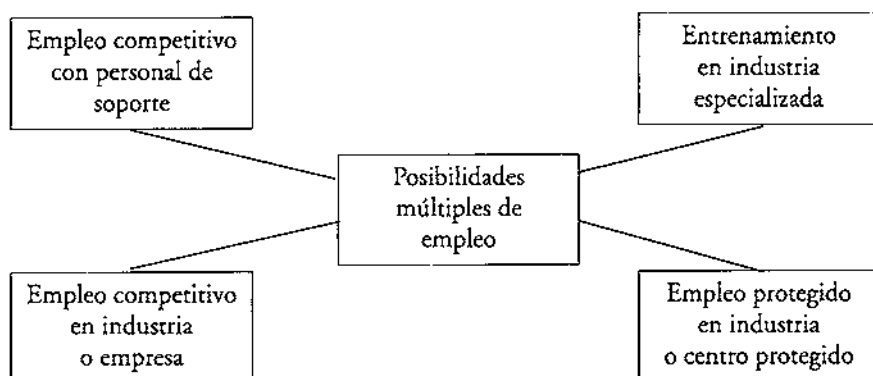 Empleo competitivo
con personal de
soporte
Entrenamiento
en industria
especializada
Posibilidades
múltiples de
empleo
Empleo competitivo
en industria
o empresa
Empleo protegido
en industria
o centro protegido